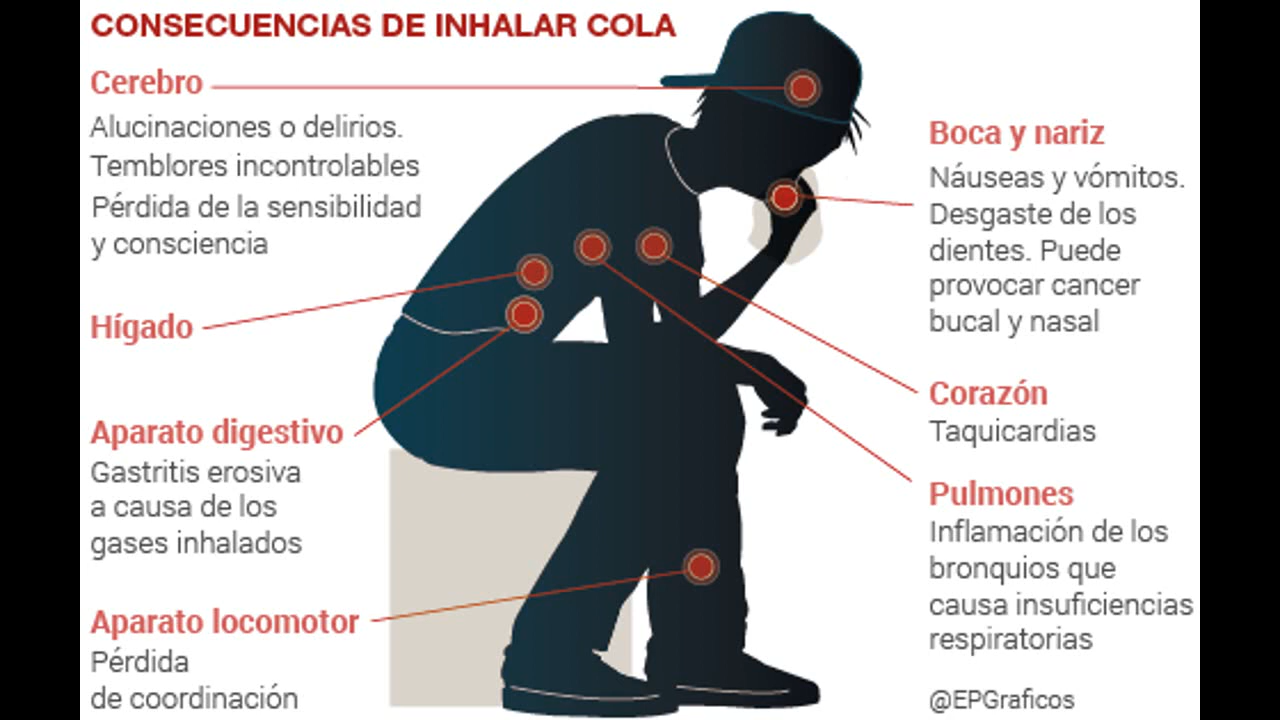 CONSECUENCIAS DE INHALAR COLA
Cerebro
Alucinaciones o delirios.
Temblores incontrolables
Pérdida de la sensibilidad
y consciencia
Hígado
Aparato digestivo
Gastritis erosiva
a causa de los
gases inhalados
Aparato locomotor
Pérdida
de coordinación
Boca y nariz
Náuseas y vómitos.
Desgaste de los
dientes. Puede
provocar cancer
bucal y nasal
Corazón
Taquicardias
Pulmones
Inflamación de los
bronquios que
causa insuficiencias
respiratorias
@EPGraficos